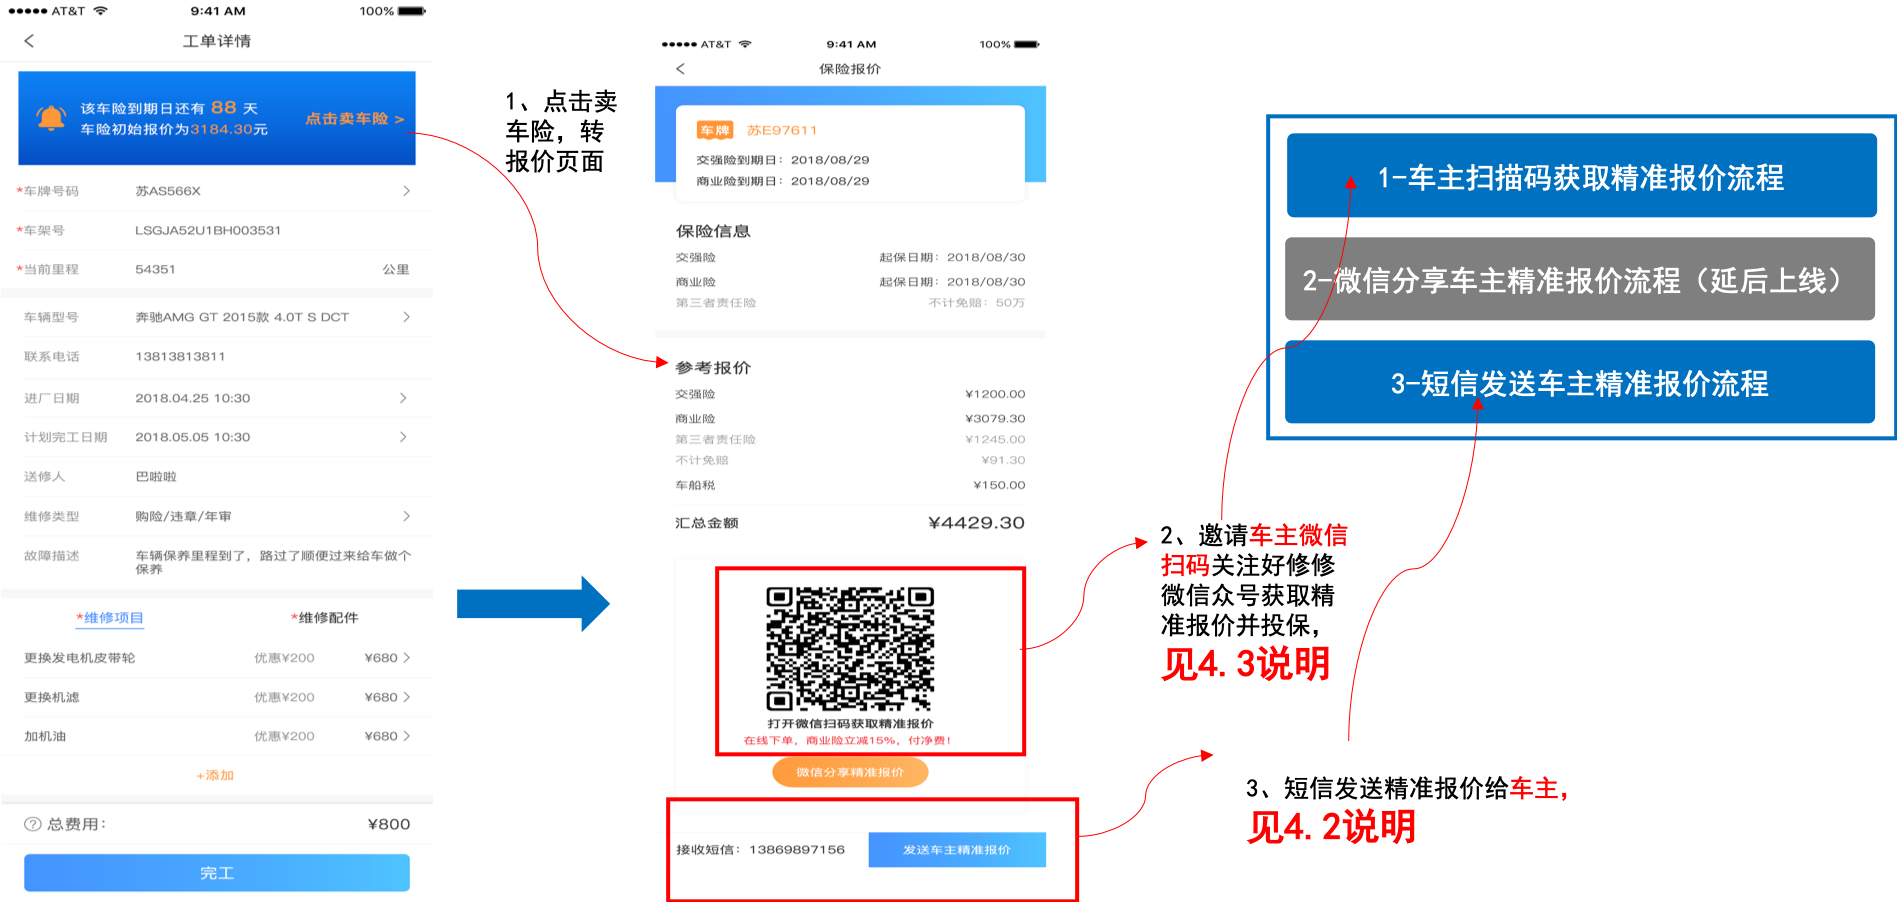 AT&T 9:41 AM 100%
工单详情
该车险到期日还有 88 天
车险初始报价为3184.30元
点击卖车险 >
*车牌号码 苏AS566X
*车架号 LSGJA52U1BH003531
*当前里程 54351 公里
车辆型号 奔驰AMG GT 2015款 4.0T S DCT
联系电话 13813813811
进厂日期 2018.04.25 10:30
计划完工日期 2018.05.05 10:30
送修人 巴啦啦
维修类型 购险/违章/年审
故障描述 车辆保养里程到了，路过了顺便过来给车做个
保养
*维修项目 *维修配件
更换发电机皮带轮 优惠¥200 ¥680
更换机滤 优惠¥200 ¥680
加机油 优惠¥200 ¥680
+添加
? 总费用： ¥800
完工
1、点击卖
车险，转
报价页面
AT&T 9:41 AM 100%
保险报价
车牌 苏E97611
交强险到期日：2018/08/29
商业险到期日：2018/08/29
保险信息
交强险 起保日期：2018/08/30
商业险 起保日期：2018/08/30
第三者责任险 不计免赔：50万
参考报价
交强险 ¥1200.00
商业险 ¥3079.30
第三者责任险 ¥1245.00
不计免赔 ¥91.30
车船税 ¥150.00
汇总金额 ¥4429.30
打开微信扫码获取精准报价
在线下单，商业险立减15%，付净费！
微信分享精准报价
接收短信：13869897156
发送车主精准报价
1-车主扫描码获取精准报价流程
2-微信分享车主精准报价流程（延后上线）
3-短信发送车主精准报价流程
2、邀请车主微信
扫码关注好修修
微信众号获取精
准报价并投保，
见4.3说明
3、短信发送精准报价给车主，
见4.2说明